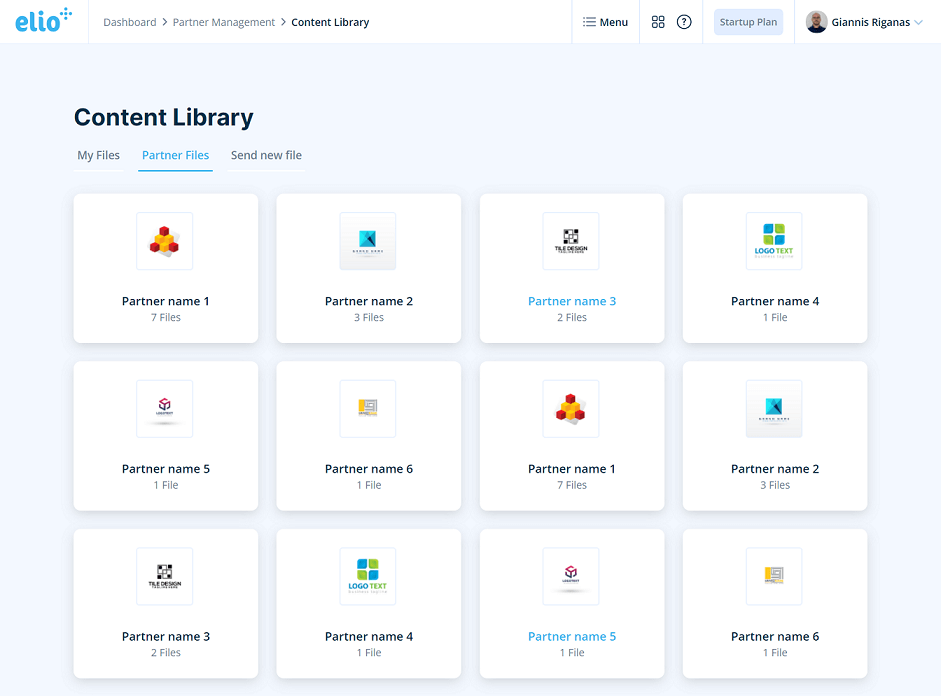 elio
Dashboard > Partner Management > Content Library
Menu
?
Startup Plan
Giannis Riganas
Content Library
My Files Partner Files Send new file
TILE DESIGN
LOGO TEXT
Partner name 1 Partner name 2 Partner name 3 Partner name 4
7 Files 3 Files 2 Files 1 File
Partner name 5 Partner name 6 Partner name 1 Partner name 2
1 File 1 File 7 Files 3 Files
TILE DESIGN LOGO TEXT
Partner name 3 Partner name 4 Partner name 5 Partner name 6
2 Files 1 File 1 File 1 File